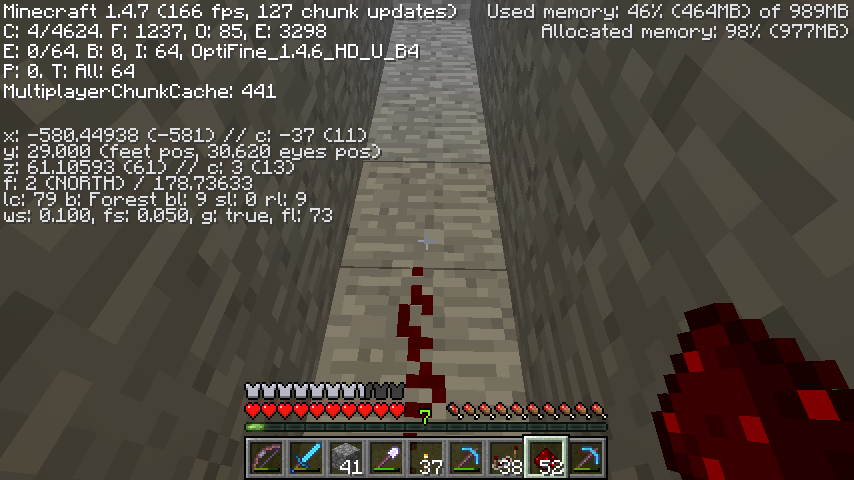 Minecraft 1.4.7 (166 fps, 127 chunk updates)
C: 4/4624. F: 1237, O: 85, E: 3298
E: 0/64. B: 0, I: 64, OptiFine_1.4.6_HD_U_B4
P: 0. T: All: 64
MultiplayerChunkCache: 441
x: -580.44938 (-581) // c: -37 (11)
y: 29.000 (feet pos, 30.620 eyes pos)
z: 61.10593 (61) // c: 3 (13)
f: 2 (NORTH) / 178.73633
lc: 79 b: Forest bl: 9 sl: 0 rl: 9
ws: 0.100, fs: 0.050, g: true, fl: 73
Used memory: 46% (464MB) of 989MB
Allocated memory: 98% (977MB)
7
41
37
38
52